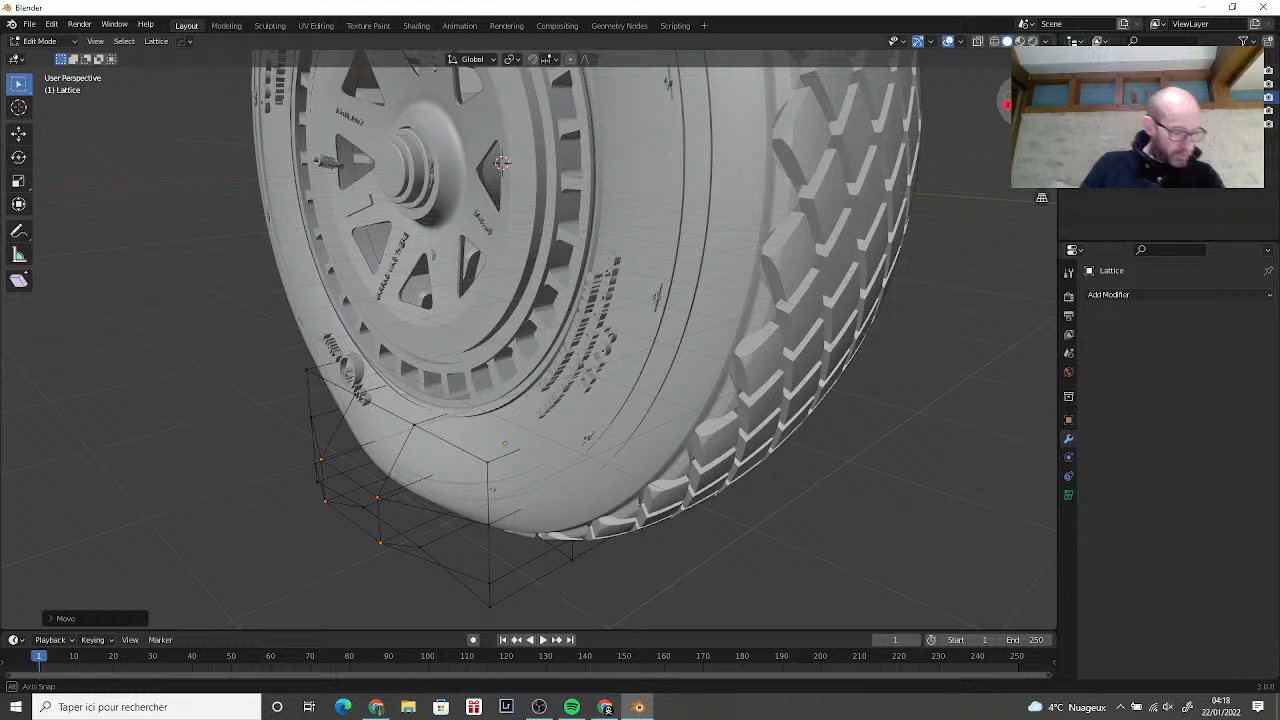 Blender
File Edit Render Window Help Layout Modeling Sculpting UV Editing Texture Paint Shading Animation Rendering Compositing Geometry Nodes Scripting + Scene ViewLayer
Edit Mode View Select Lattice
Global
User Perspective
(1) Lattice
Lattice
Add Modifier
> Move
Playback Keying View Marker 1 Start 1 End 250
1 10 20 30 40 50 60 70 80 90 100 110 120 130 140 150 160 170 180 190 200 210 220 230 240 250
Axis Snap 3.0.0
Taper ici pour rechercher 4°C Nuageux 04:18
22/01/2022